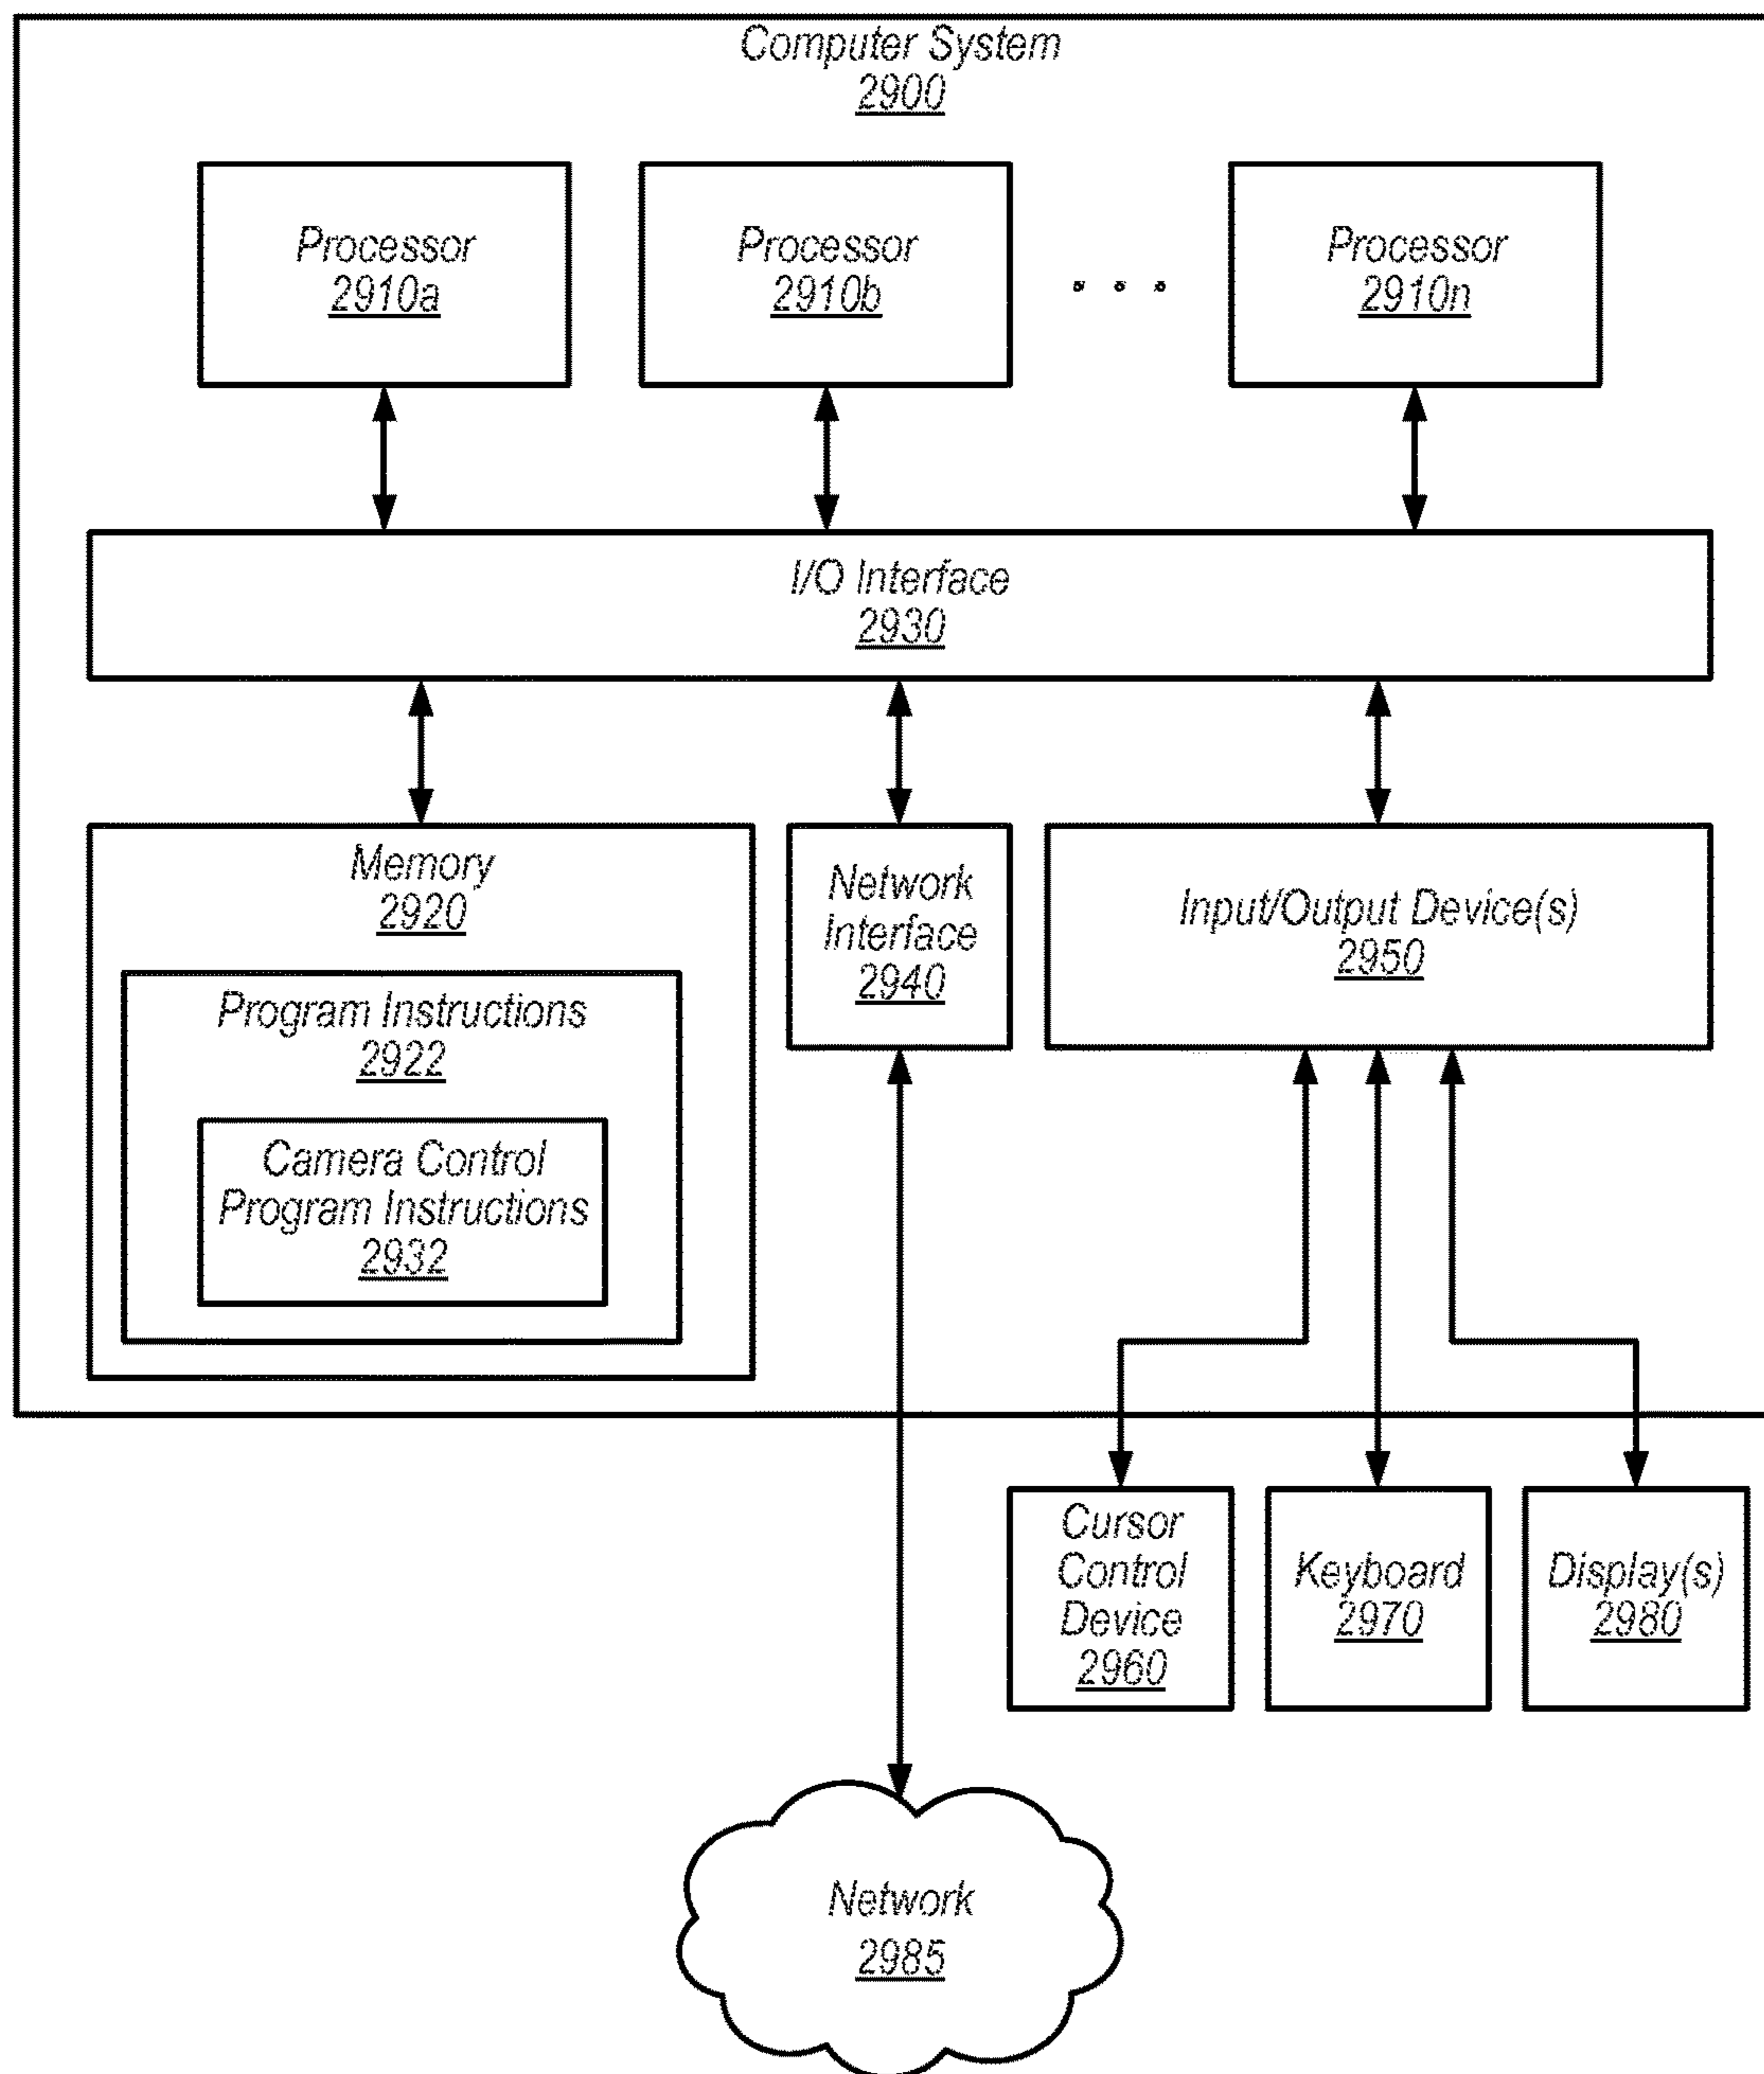 Computer System
2900
Processor
2910a
Processor
2910b
. . .
Processor
2910n
I/O Interface
2930
Memory
2920
Program Instructions
2922
Camera Control
Program Instructions
2932
Network
Interface
2940
Input/Output Device(s)
2950
Cursor
Control
Device
2960
Keyboard
2970
Display(s)
2980
Network
2985